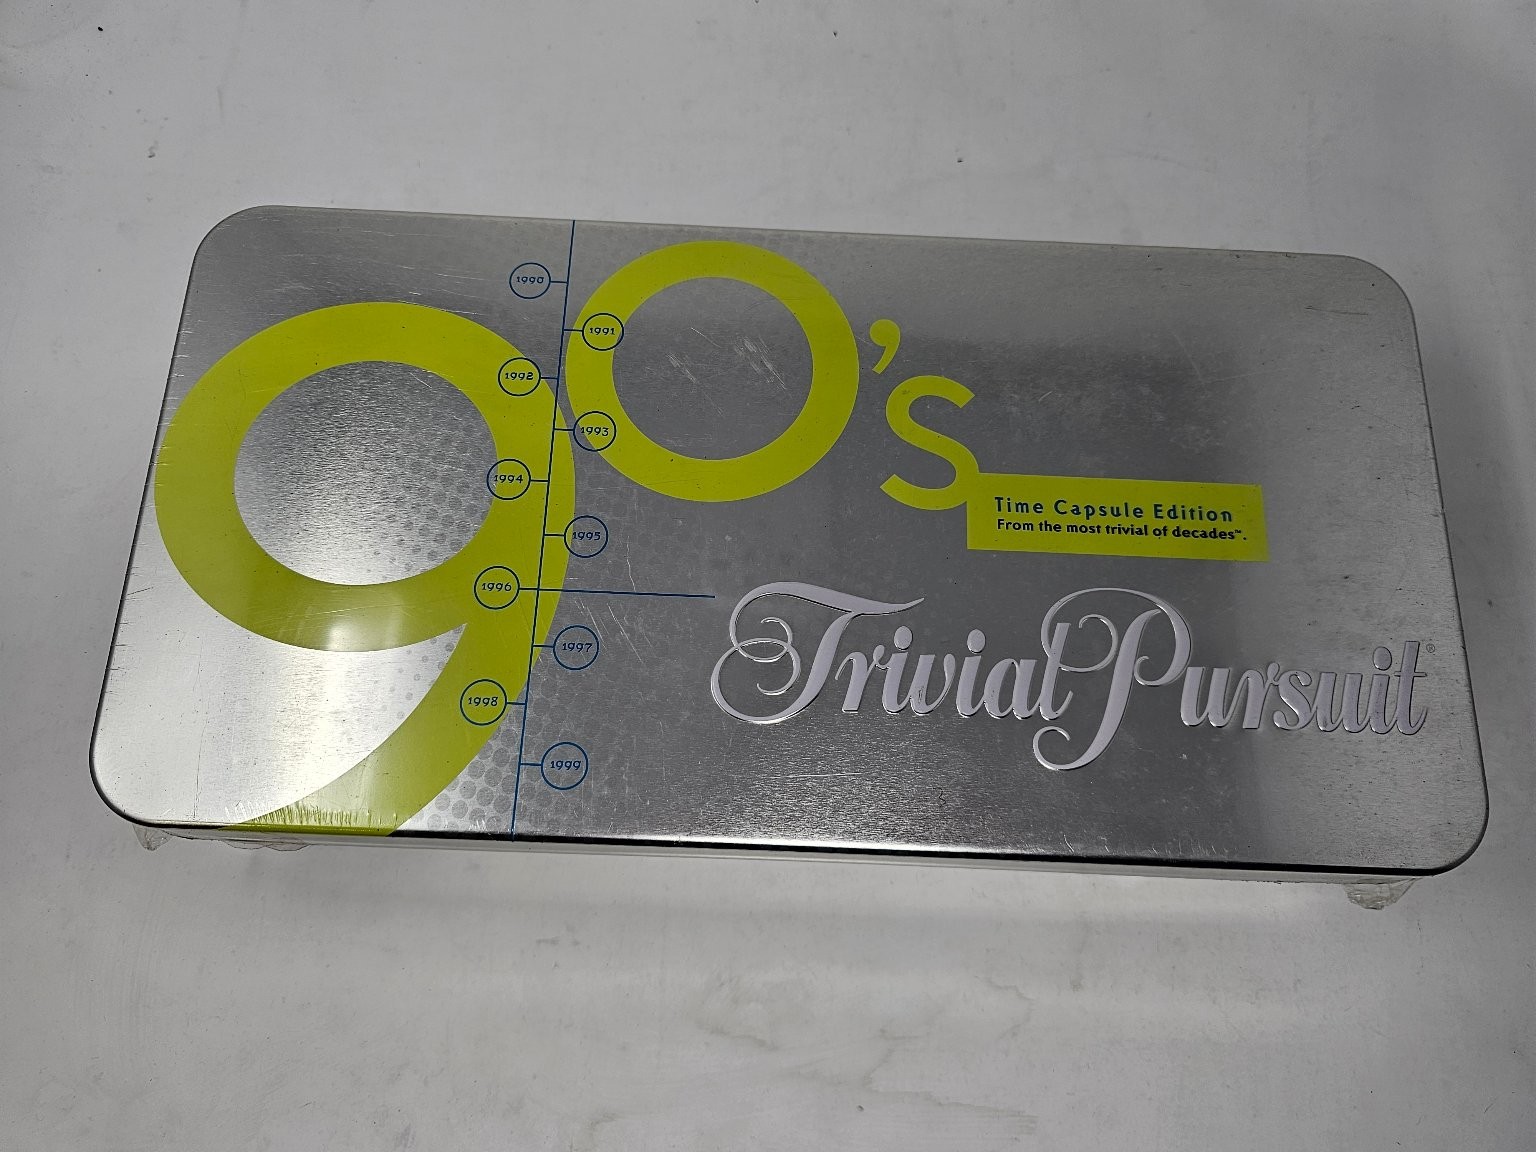 90's
1990
1991
1992
1993
1994
1995
1996
1997
1998
1999
Time Capsule Edition
From the most trivial of decades™.
Trivial Pursuit®